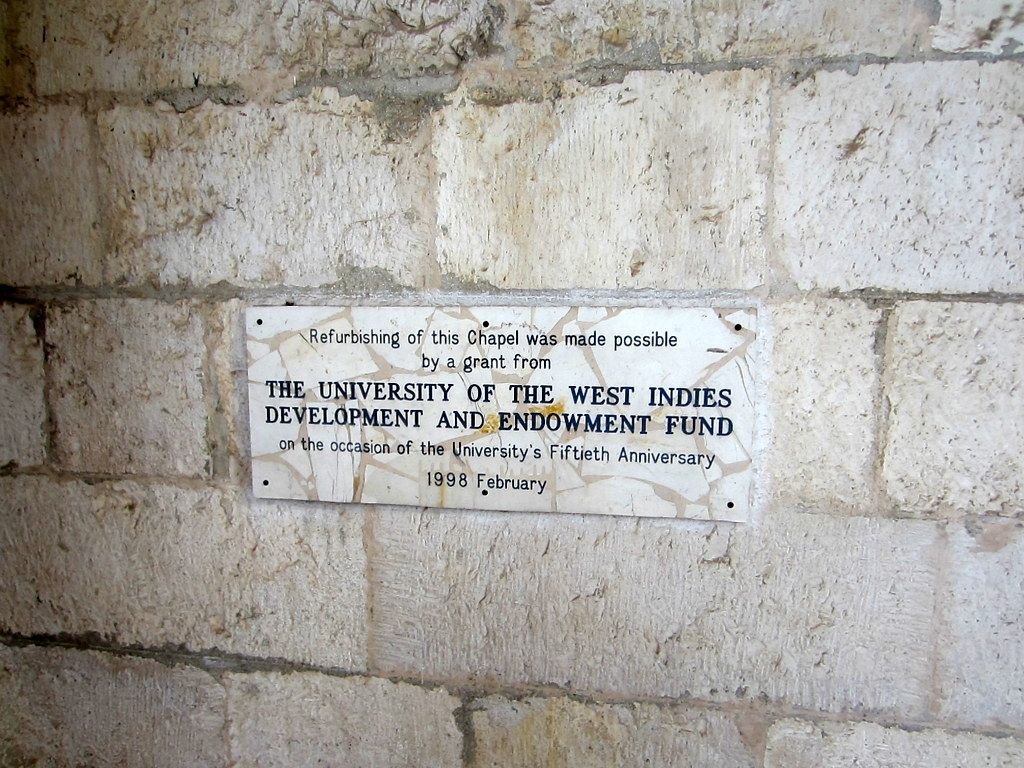 Refurbishing of this Chapel was made possible
by a grant from
THE UNIVERSITY OF THE WEST INDIES
DEVELOPMENT AND ENDOWMENT FUND
on the occasion of the University's Fiftieth Anniversary
1998 February